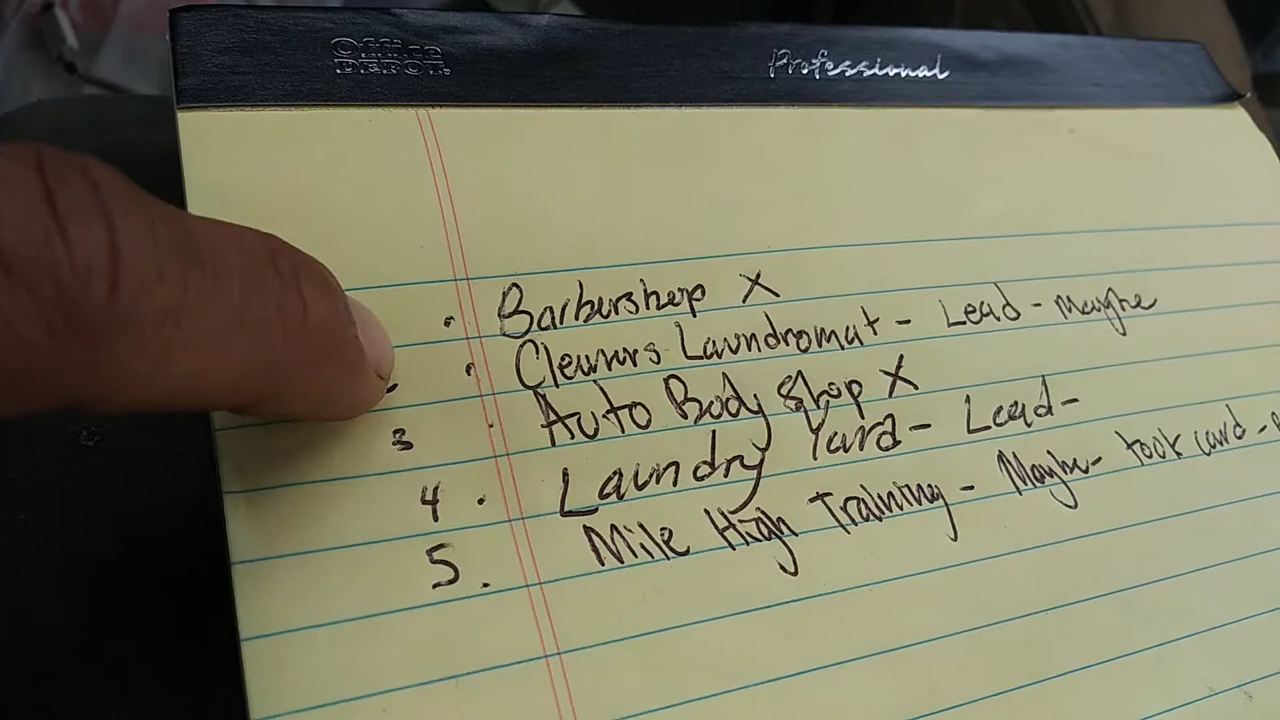 Office DEPOT.
Professional
Barbershop X
Cleaners Laundromat - Lead - Maybe
3 Auto Body Shop X
4. Laundry Yard - Lead -
5. Mile High Training - Maybe - took card -